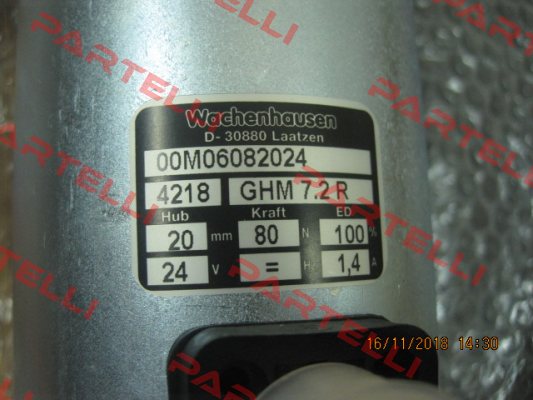 PARTELLI
Wachenhausen
D- 30880 Laatzen
00M06082024
4218 GHM 7.2 R
Hub Kraft ED
20 mm 80 N 100 %
24 V = Hz 1,4 A
16/11/2018 14:30